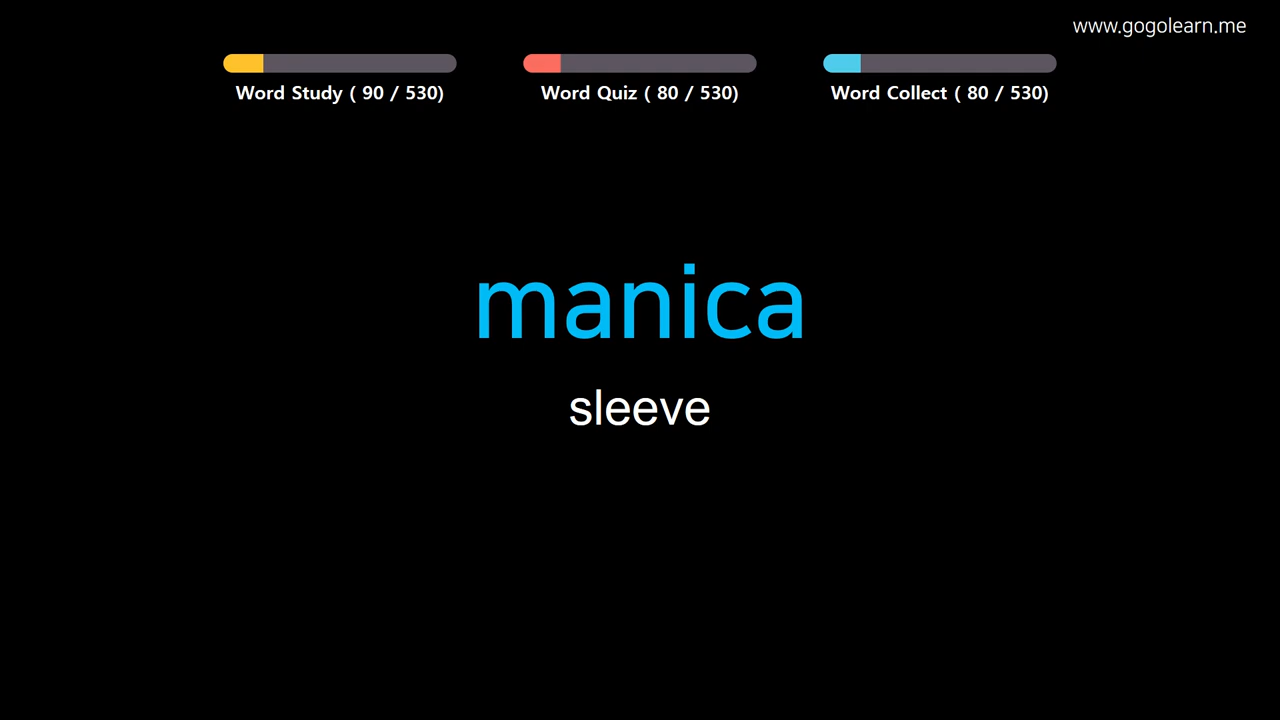 www.gogolearn.me
Word Study ( 90 / 530)
Word Quiz ( 80 / 530)
Word Collect ( 80 / 530)
manica
sleeve